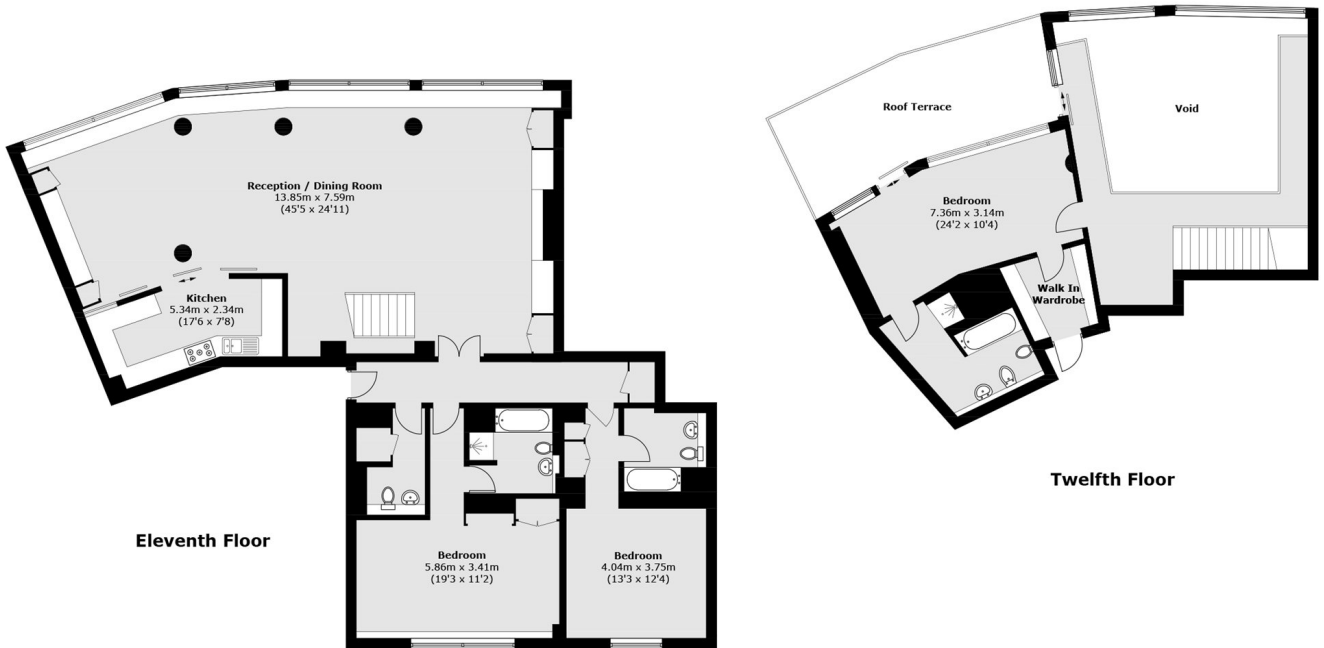 Reception / Dining Room
13.85m x 7.59m
(45'5 x 24'11)
Kitchen
5.34m x 2.34m
(17'6 x 7'8)
Bedroom
5.86m x 3.41m
(19'3 x 11'2)
Bedroom
4.04m x 3.75m
(13'3 x 12'4)
Eleventh Floor
Roof Terrace
Void
Bedroom
7.36m x 3.14m
(24'2 x 10'4)
Walk In
Wardrobe
Twelfth Floor